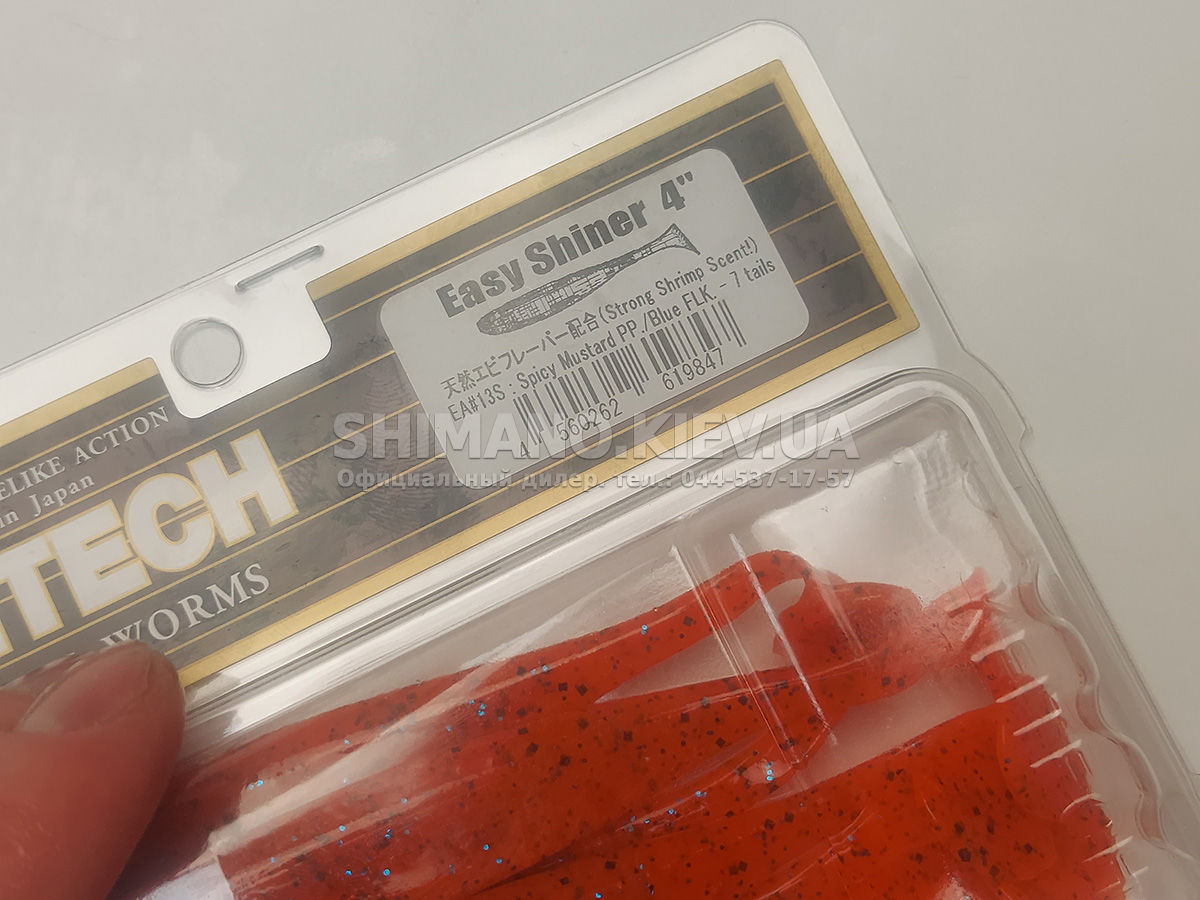 Easy Shiner 4"
天然エビフレーバー配合(Strong Shrimp Scent!)
EA#13S : Spicy Mustard PP./Blue FLK. - 7 tails
4 560262 619847
SHIMANO.KIEV.UA
Официальный дилер. тел.: 044-537-17-57
ELIKE ACTION
in Japan
TECH
WORMS